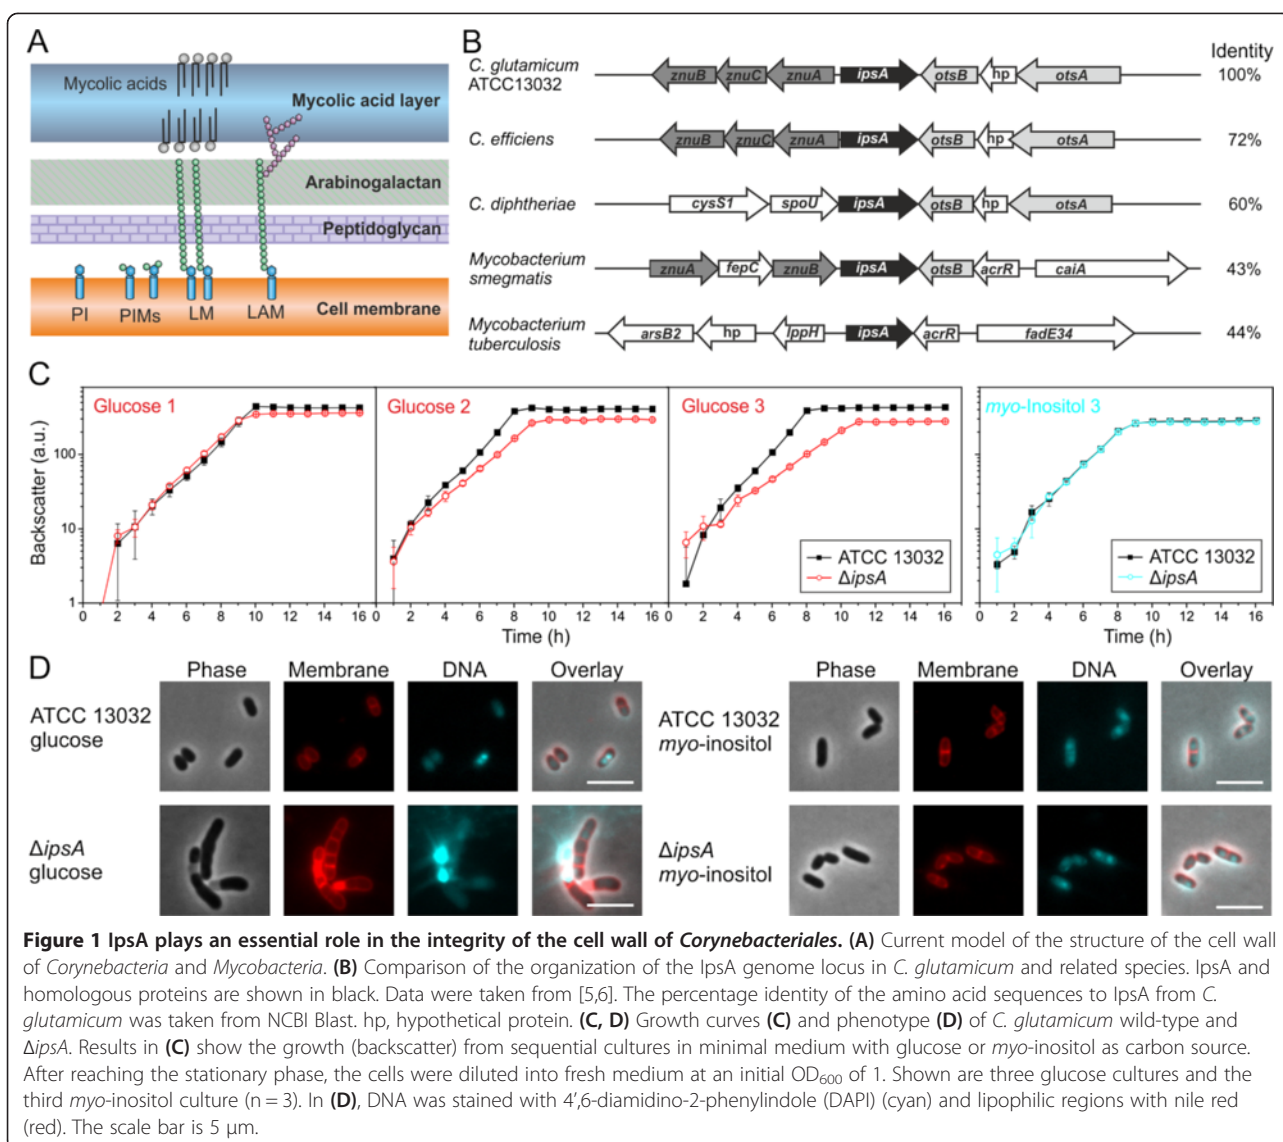 A
Mycolic acids
Mycolic acid layer
Arabinogalactan
Peptidoglycan
PI
PIMs
LM
LAM
Cell membrane
B
Identity
C. glutamicum
ATCC13032
znuB
znuC
znuA
ipsA
otsB
hp
otsA
100%
C. efficiens
znuB
znuC
znuA
ipsA
otsB
hp
otsA
72%
C. diphtheriae
cysS1
spoU
ipsA
otsB
hp
otsA
60%
Mycobacterium
smegmatis
znuA
fepC
znuB
ipsA
otsB
acrR
caiA
43%
Mycobacterium
tuberculosis
arsB2
hp
lppH
ipsA
acrR
fadE34
44%
C
Backscatter (a.u.)
100
10
1
Glucose 1
Glucose 2
Glucose 3
myo-Inositol 3
ATCC 13032
ΔipsA
ATCC 13032
ΔipsA
0 2 4 6 8 10 12 14 16
2 4 6 8 10 12 14 16
2 4 6 8 10 12 14 16
0 2 4 6 8 10 12 14 16
Time (h)
Time (h)
Time (h)
Time (h)
D
Phase
Membrane
DNA
Overlay
ATCC 13032
glucose
ΔipsA
glucose
Phase
Membrane
DNA
Overlay
ATCC 13032
myo-inositol
ΔipsA
myo-inositol
Figure 1 IpsA plays an essential role in the integrity of the cell wall of Corynebacteriales. (A) Current model of the structure of the cell wall
of Corynebacteria and Mycobacteria. (B) Comparison of the organization of the IpsA genome locus in C. glutamicum and related species. IpsA and
homologous proteins are shown in black. Data were taken from [5,6]. The percentage identity of the amino acid sequences to IpsA from C.
glutamicum was taken from NCBI Blast. hp, hypothetical protein. (C, D) Growth curves (C) and phenotype (D) of C. glutamicum wild-type and
ΔipsA. Results in (C) show the growth (backscatter) from sequential cultures in minimal medium with glucose or myo-inositol as carbon source.
After reaching the stationary phase, the cells were diluted into fresh medium at an initial OD600 of 1. Shown are three glucose cultures and the
third myo-inositol culture (n = 3). In (D), DNA was stained with 4′,6-diamidino-2-phenylindole (DAPI) (cyan) and lipophilic regions with nile red
(red). The scale bar is 5 μm.